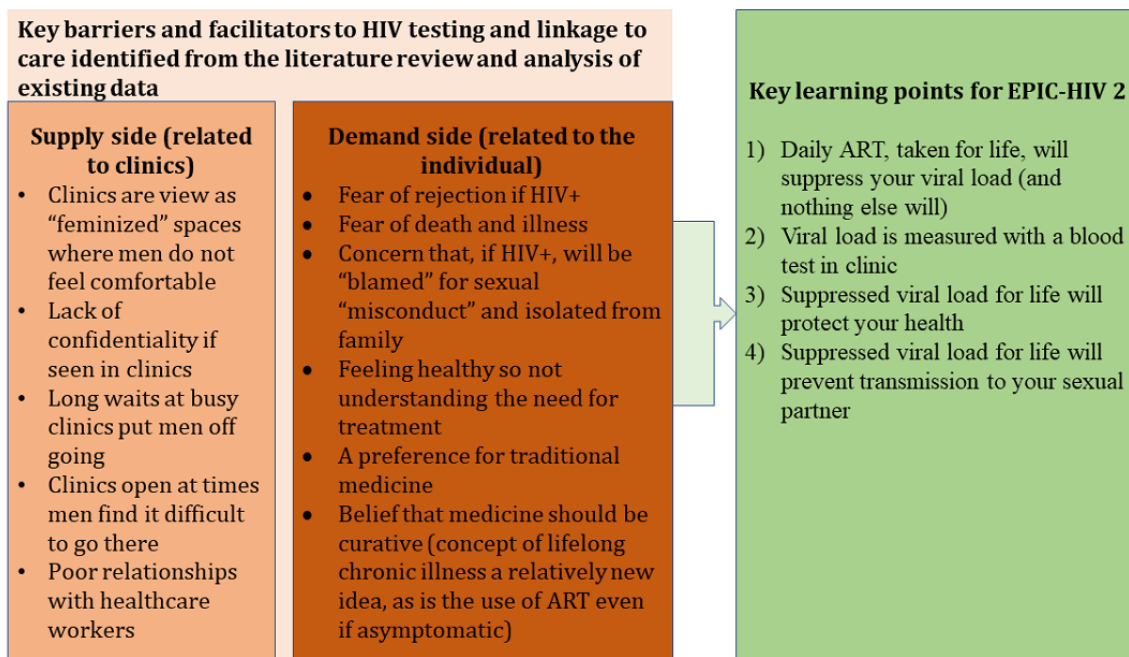 Key barriers and facilitators to HIV testing and linkage to
care identified from the literature review and analysis of
existing data
Supply side (related
to clinics)
• Clinics are view as
“feminized” spaces
where men do not
feel comfortable
• Lack of
confidentiality if
seen in clinics
• Long waits at busy
clinics put men off
going
• Clinics open at times
men find it difficult
to go there
• Poor relationships
with healthcare
workers
Demand side (related to the
individual)
• Fear of rejection if HIV+
• Fear of death and illness
• Concern that, if HIV+, will be
“blamed” for sexual
“misconduct” and isolated from
family
• Feeling healthy so not
understanding the need for
treatment
• A preference for traditional
medicine
• Belief that medicine should be
curative (concept of lifelong
chronic illness a relatively new
idea, as is the use of ART even
if asymptomatic)
Key learning points for EPIC-HIV 2
1) Daily ART, taken for life, will
suppress your viral load (and
nothing else will)
2) Viral load is measured with a blood
test in clinic
3) Suppressed viral load for life will
protect your health
4) Suppressed viral load for life will
prevent transmission to your sexual
partner